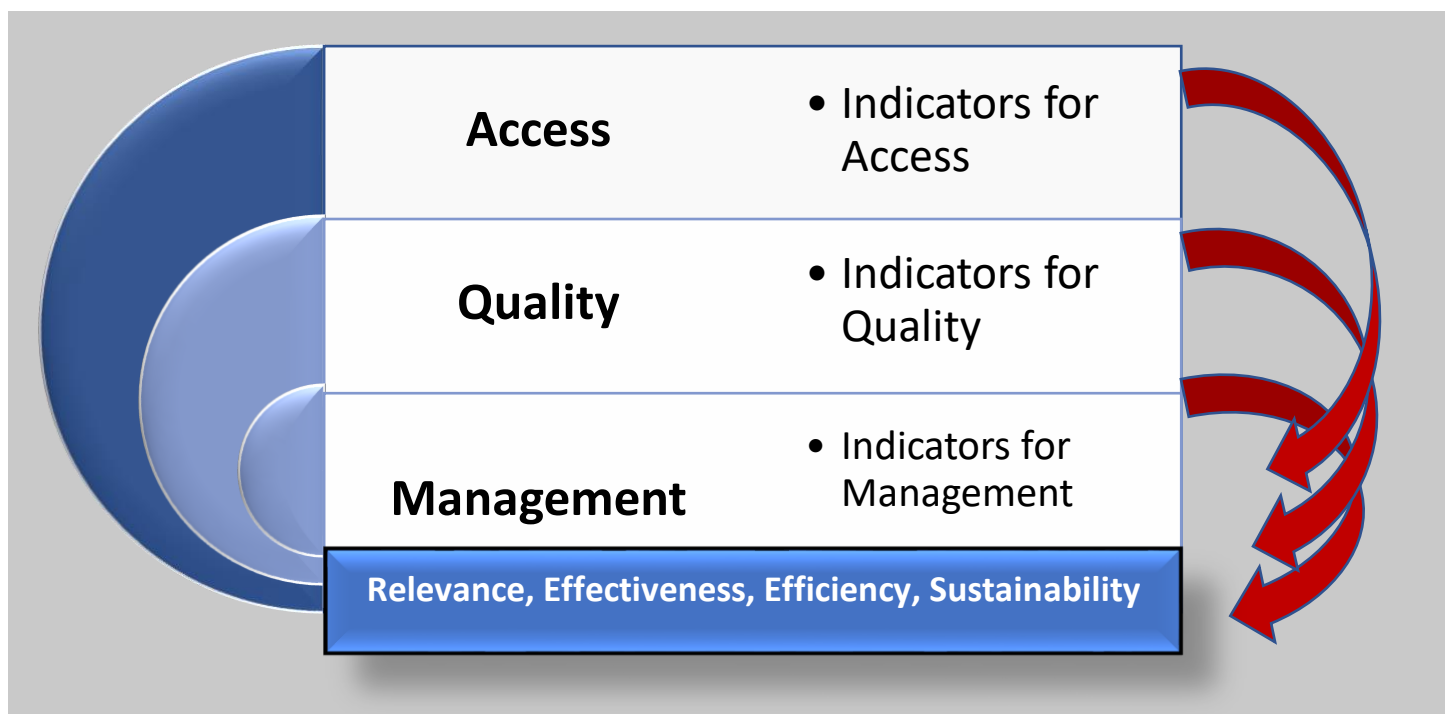 Access
• Indicators for
Access
Quality
• Indicators for
Quality
Management
• Indicators for
Management
Relevance, Effectiveness, Efficiency, Sustainability